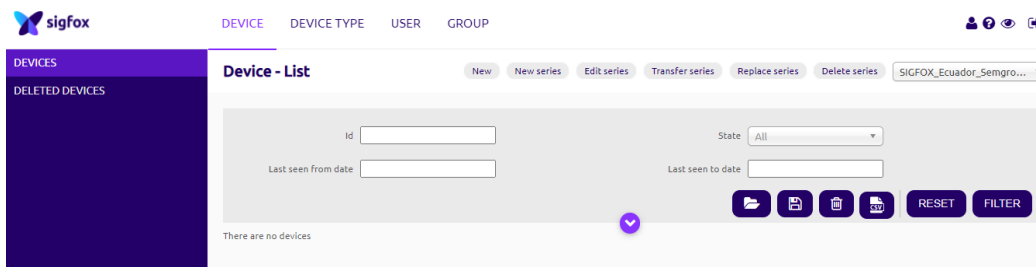 sigfox
DEVICE DEVICE TYPE USER GROUP
DEVICES
DELETED DEVICES
Device - List
New New series Edit series Transfer series Replace series Delete series SIGFOX_Ecuador_Semgro...
Id State All
Last seen from date Last seen to date
CSV RESET FILTER
There are no devices